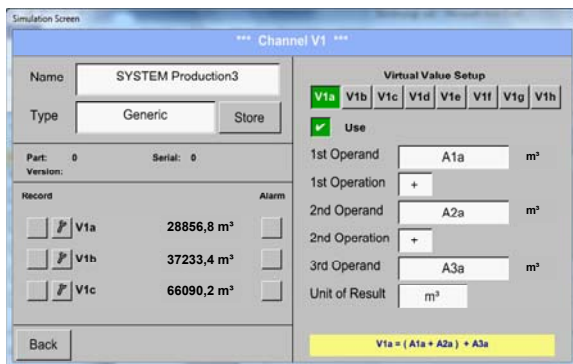 Simulation Screen
*** Channel V1 ***
Name SYSTEM Production3
Type Generic Store
Part: 0 Serial: 0
Version:
Record Alarm
V1a 28856,8 m³
V1b 37233,4 m³
V1c 66090,2 m³
Back
Virtual Value Setup
V1a V1b V1c V1d V1e V1f V1g V1h
Use
1st Operand A1a m³
1st Operation +
2nd Operand A2a m³
2nd Operation +
3rd Operand A3a m³
Unit of Result m³
V1a = ( A1a + A2a ) + A3a